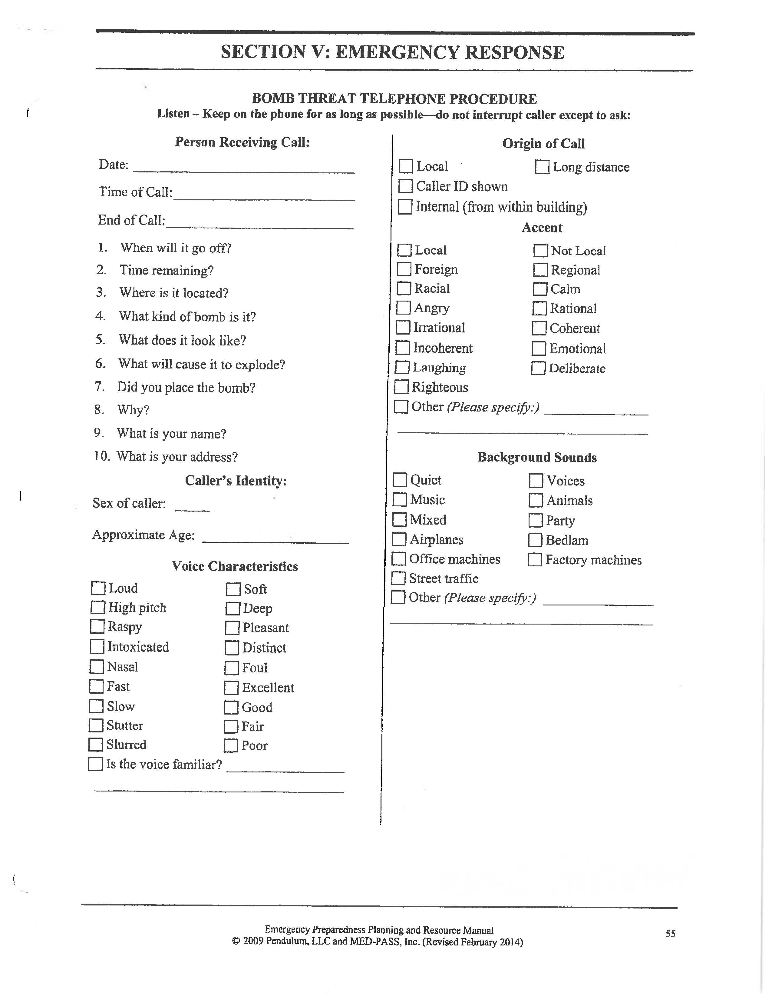 SECTION V: EMERGENCY RESPONSE
BOMB THREAT TELEPHONE PROCEDURE
Listen – Keep on the phone for as long as possible—do not interrupt caller except to ask:
Person Receiving Call:
Date:
Time of Call:
End of Call:
1. When will it go off?
2. Time remaining?
3. Where is it located?
4. What kind of bomb is it?
5. What does it look like?
6. What will cause it to explode?
7. Did you place the bomb?
8. Why?
9. What is your name?
10. What is your address?
Caller's Identity:
Sex of caller:
Approximate Age:
Voice Characteristics
Loud Soft
High pitch Deep
Raspy Pleasant
Intoxicated Distinct
Nasal Foul
Fast Excellent
Slow Good
Stutter Fair
Slurred Poor
Is the voice familiar?
Origin of Call
Local Long distance
Caller ID shown
Internal (from within building)
Accent
Local Not Local
Foreign Regional
Racial Calm
Angry Rational
Irrational Coherent
Incoherent Emotional
Laughing Deliberate
Righteous
Other (Please specify:)
Background Sounds
Quiet Voices
Music Animals
Mixed Party
Airplanes Bedlam
Office machines Factory machines
Street traffic
Other (Please specify:)
Emergency Preparedness Planning and Resource Manual
© 2009 Pendulum, LLC and MED-PASS, Inc. (Revised February 2014)
55